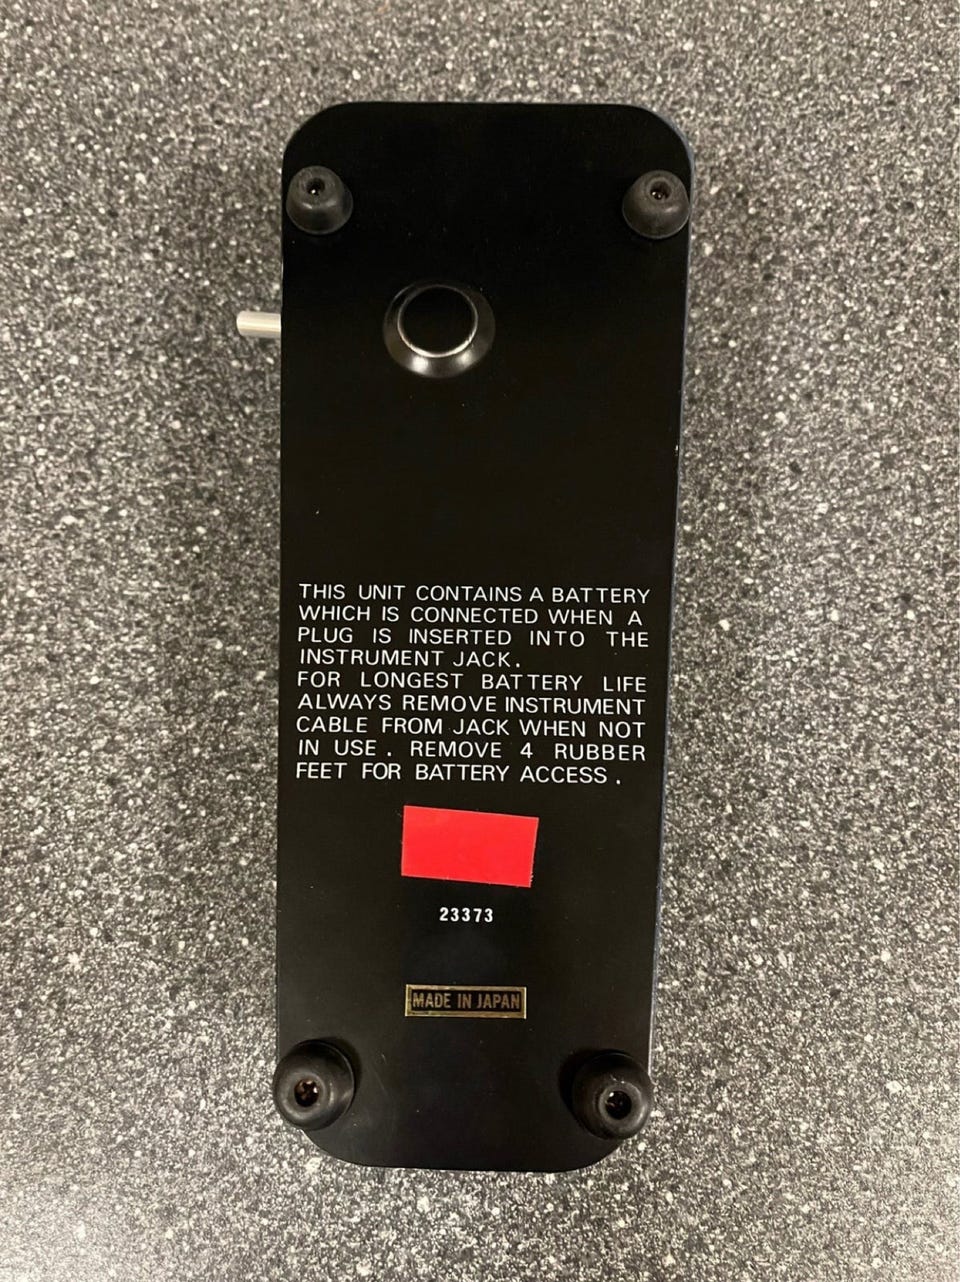 THIS UNIT CONTAINS A BATTERY
WHICH IS CONNECTED WHEN A
PLUG IS INSERTED INTO THE
INSTRUMENT JACK.
FOR LONGEST BATTERY LIFE
ALWAYS REMOVE INSTRUMENT
CABLE FROM JACK WHEN NOT
IN USE. REMOVE 4 RUBBER
FEET FOR BATTERY ACCESS.
23373
MADE IN JAPAN